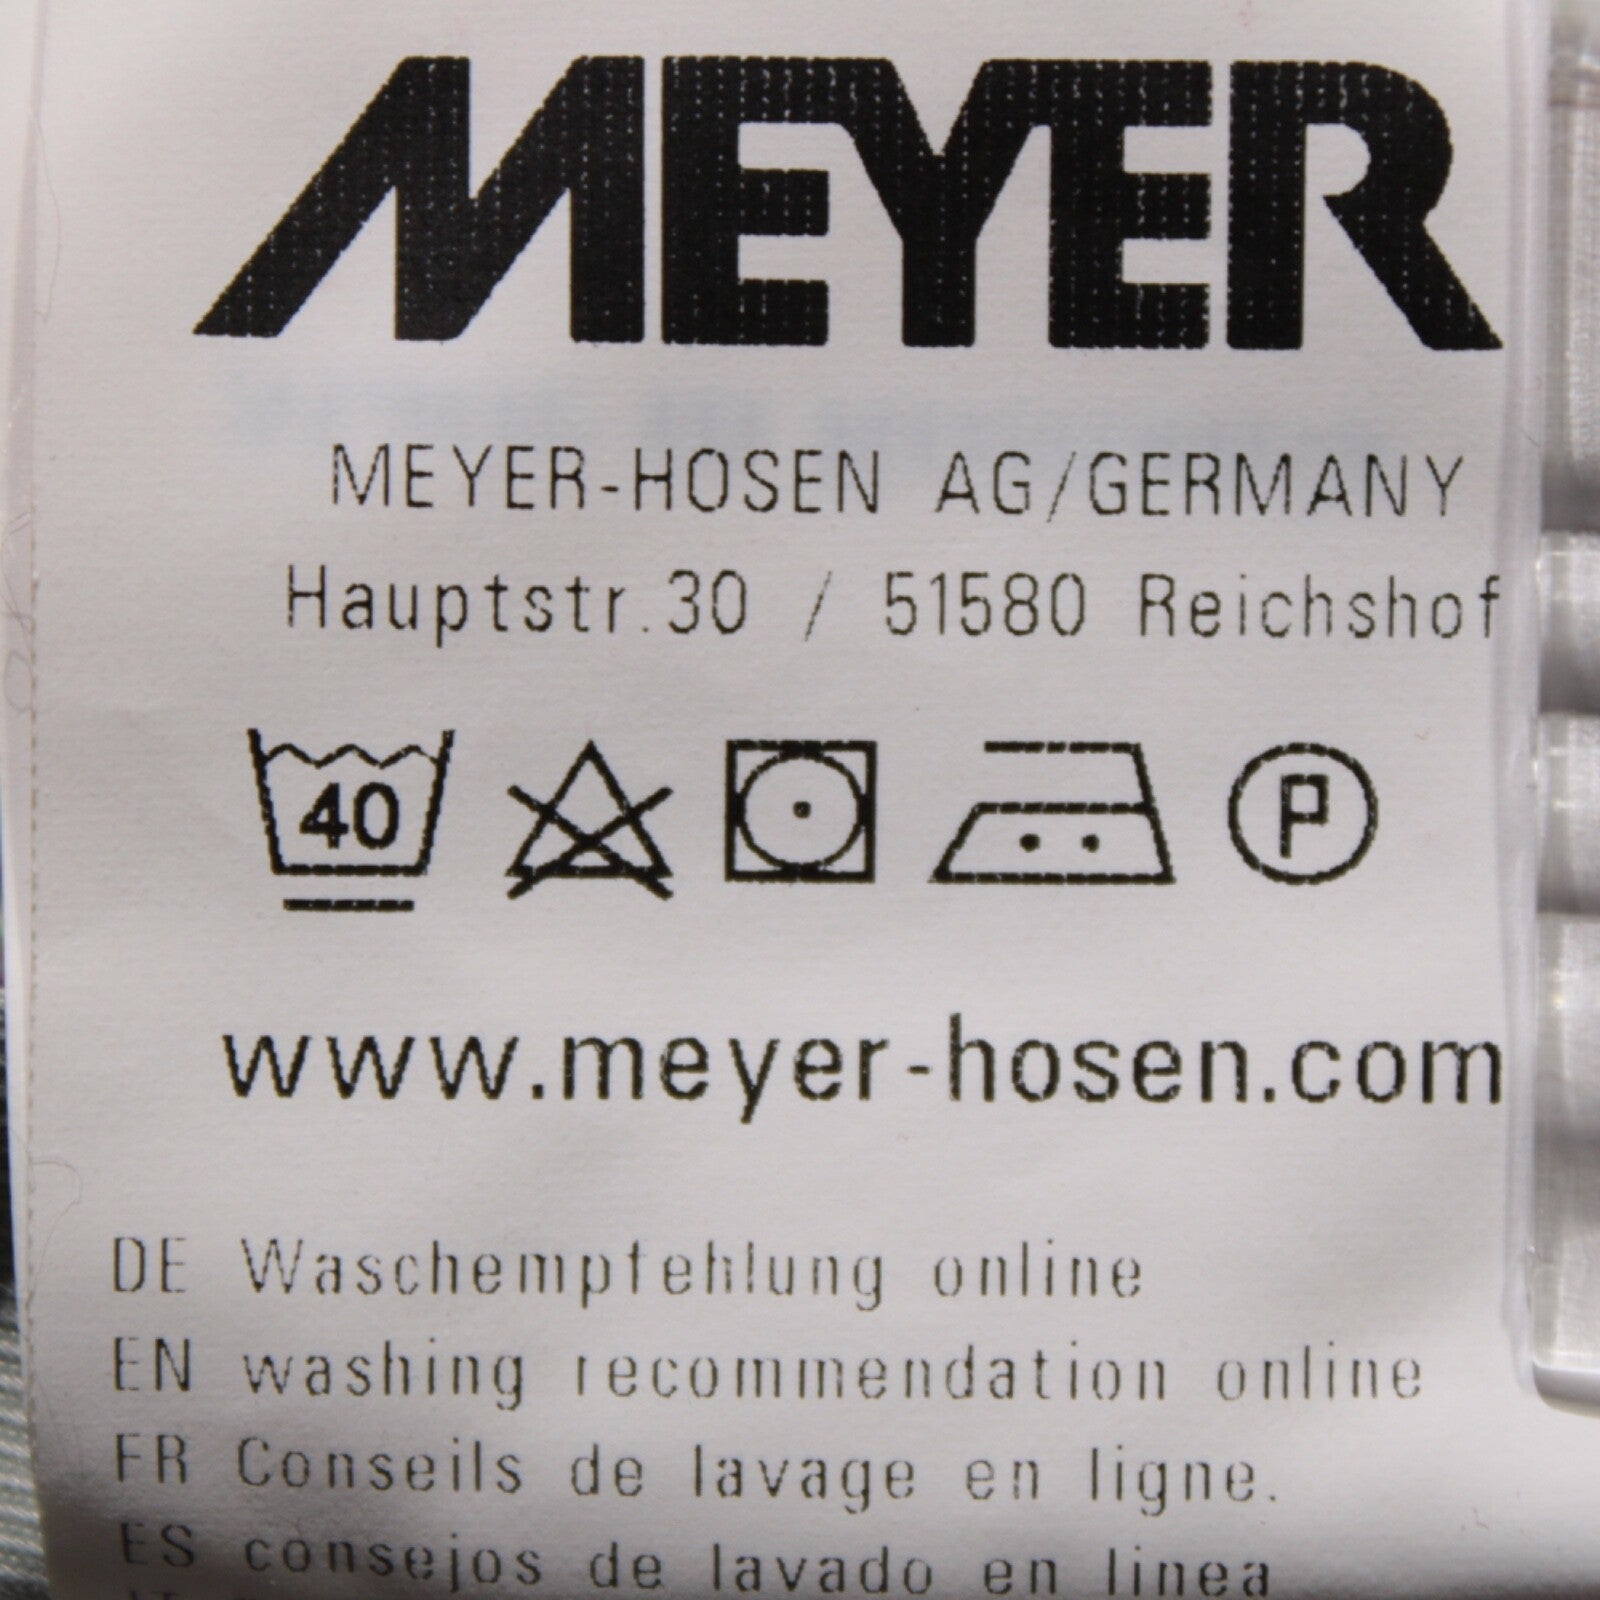 MEYER
MEYER-HOSEN AG/GERMANY
Hauptstr.30 / 51580 Reichshof
40 P
www.meyer-hosen.com
DE Waschempfehlung online
EN washing recommendation online
FR Conseils de lavage en ligne.
ES consejos de lavado en linea